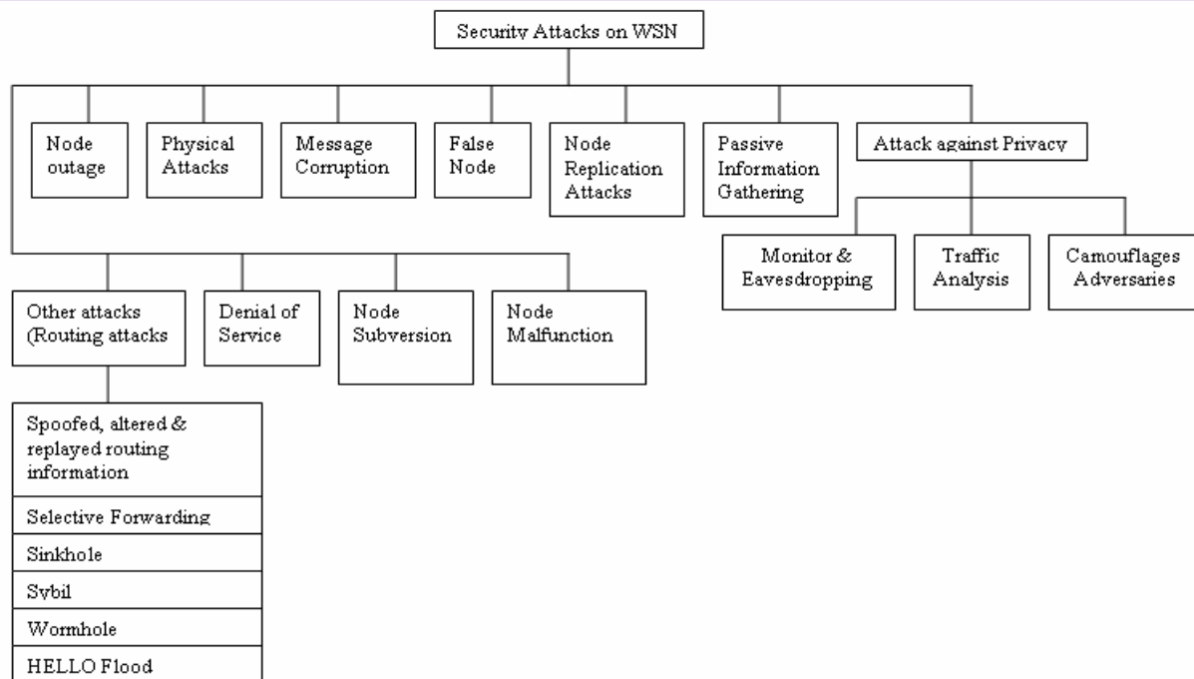 Security Attacks on WSN
Node
outage
Physical
Attacks
Message
Corruption
False
Node
Node
Replication
Attacks
Passive
Information
Gathering
Attack against Privacy
Monitor &
Eavesdropping
Traffic
Analysis
Camouflages
Adversaries
Other attacks
(Routing attacks
Denial of
Service
Node
Subversion
Node
Malfunction
Spoofed, altered &
replayed routing
information
Selective Forwarding
Sinkhole
Sybil
Wormhole
HELLO Flood